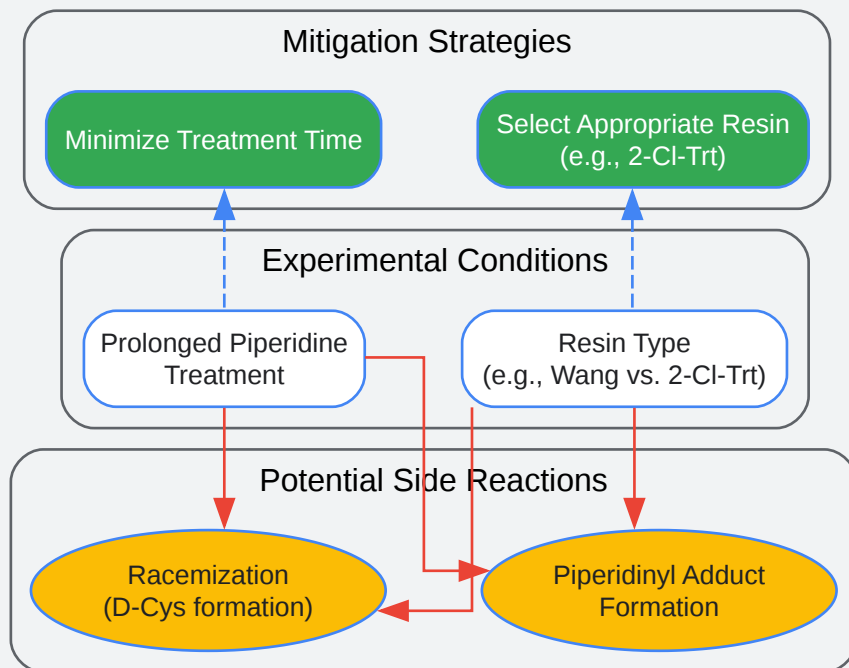 Mitigation Strategies
Minimize Treatment Time
Select Appropriate Resin
(e.g., 2-Cl-Trt)
Experimental Conditions
Prolonged Piperidine
Treatment
Resin Type
(e.g., Wang vs. 2-Cl-Trt)
Potential Side Reactions
Racemization
(D-Cys formation)
Piperidinyl Adduct
Formation